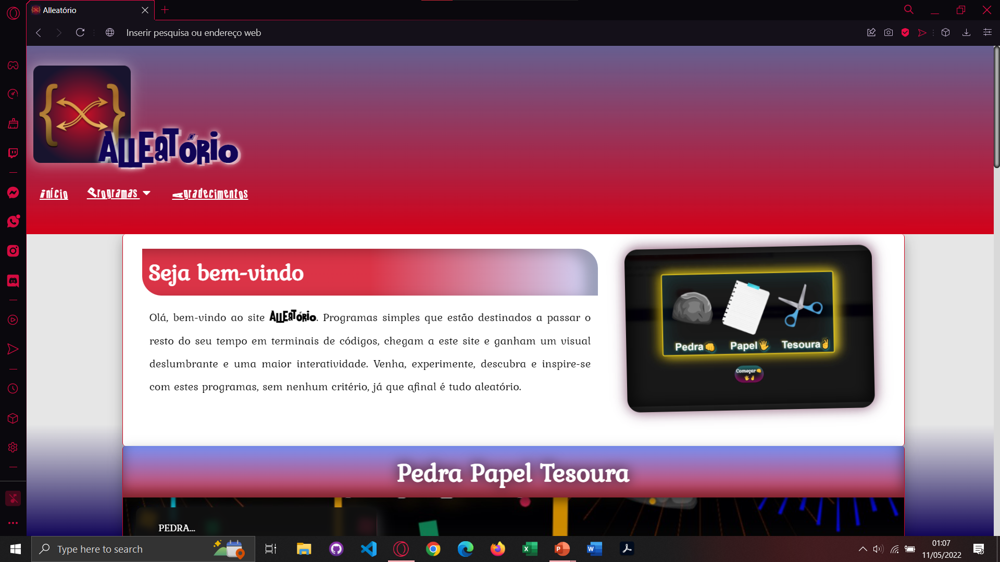 Alleatório
Inserir pesquisa ou endereço web
Alleatório
Início Programas Agradecimentos
Seja bem-vindo
Olá, bem-vindo ao site Alleatório. Programas simples que estão destinados a passar o
resto do seu tempo em terminais de códigos, chegam a este site e ganham um visual
deslumbrante e uma maior interatividade. Venha, experimente, descubra e inspire-se
com estes programas, sem nenhum critério, já que afinal é tudo aleatório.
Pedra👊 Papel🖐 Tesoura✌
Começar👊
🖐✌
Pedra Papel Tesoura
PEDRA...
Type here to search
01:07
11/05/2022